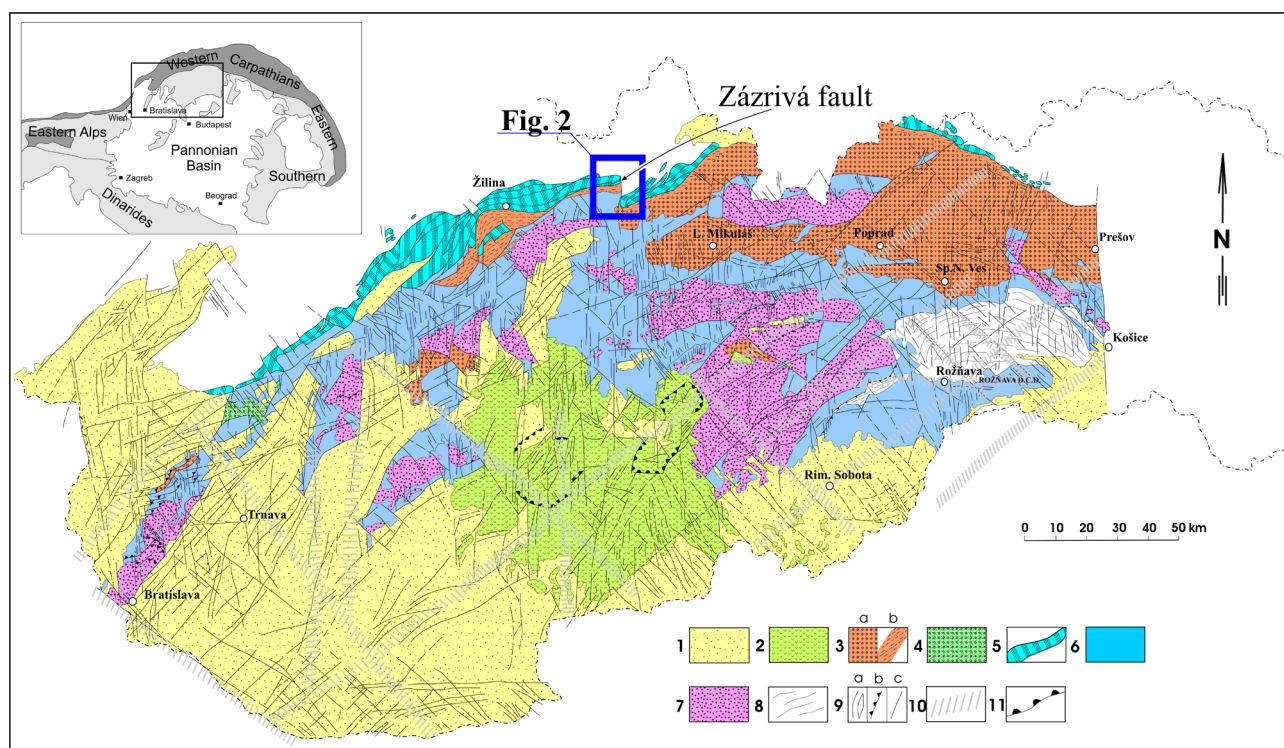 Western
Carpathians
Eastern
Southern
Wien
Bratislava
Budapest
Eastern Alps
Pannonian
Basin
Zagreb
Beograd
Dinarides
Zázrivá fault
Fig. 2
Žilina
L. Mikuláš
Poprad
Prešov
Sp.N. Ves
Košice
Rožňava
ROŽŇAVA D.C.D.
Rim. Sobota
Trnava
Bratislava
N
0 10 20 30 40 50 km
a b
1 2 3 4 5 6
a b c
7 8 9 10 11